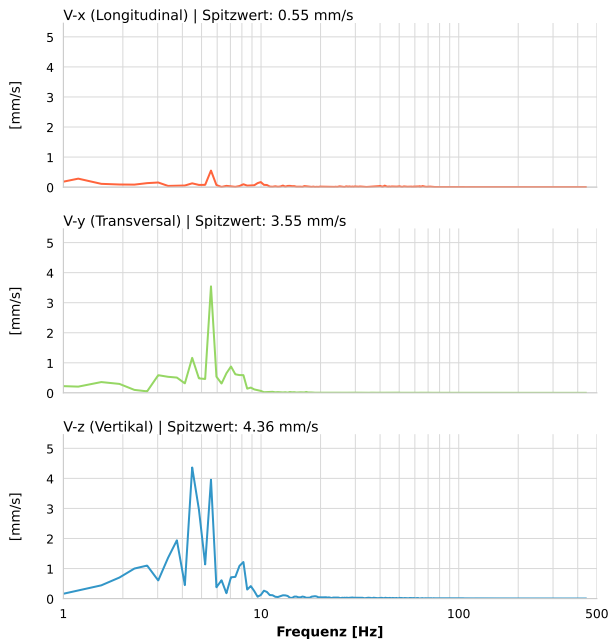 V-x (Longitudinal) | Spitzwert: 0.55 mm/s
5
4
3
2
1
0
[mm/s]
V-y (Transversal) | Spitzwert: 3.55 mm/s
5
4
3
2
1
0
[mm/s]
V-z (Vertikal) | Spitzwert: 4.36 mm/s
5
4
3
2
1
0
[mm/s]
1 10 100 500
Frequenz [Hz]